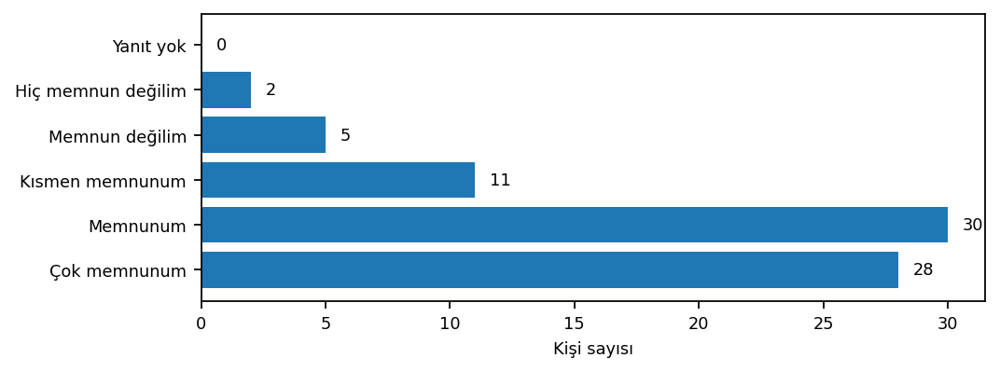 Yanıt yok 0
Hiç memnun değilim 2
Memnun değilim 5
Kısmen memnunum 11
Memnunum 30
Çok memnunum 28
0 5 10 15 20 25 30
Kişi sayısı